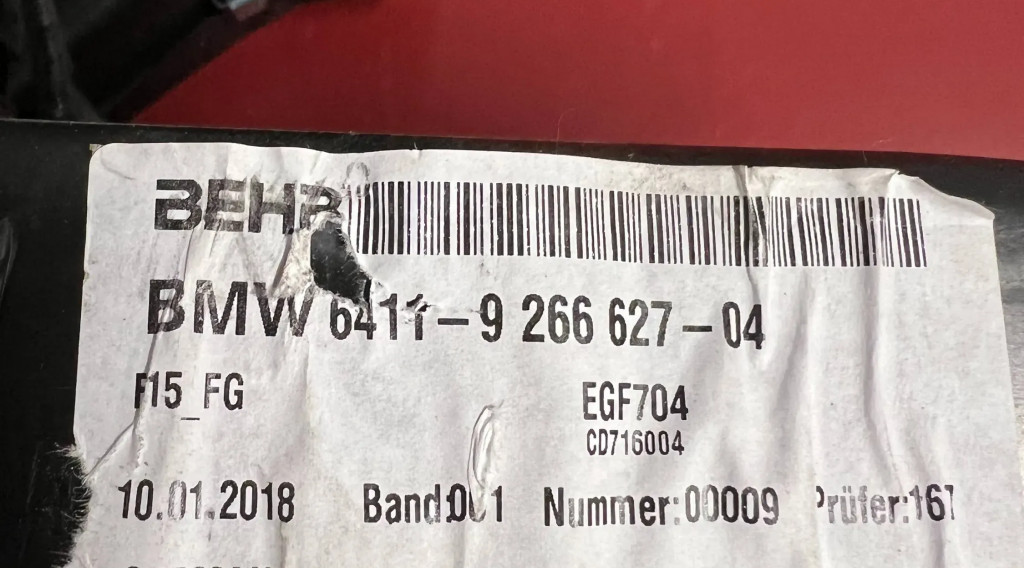 BEHR
BMW 6411-9 266 627-04
F15_FG EGF704
CD716004
10.01.2018 Band:001 Nummer:00009 Prüfer:167